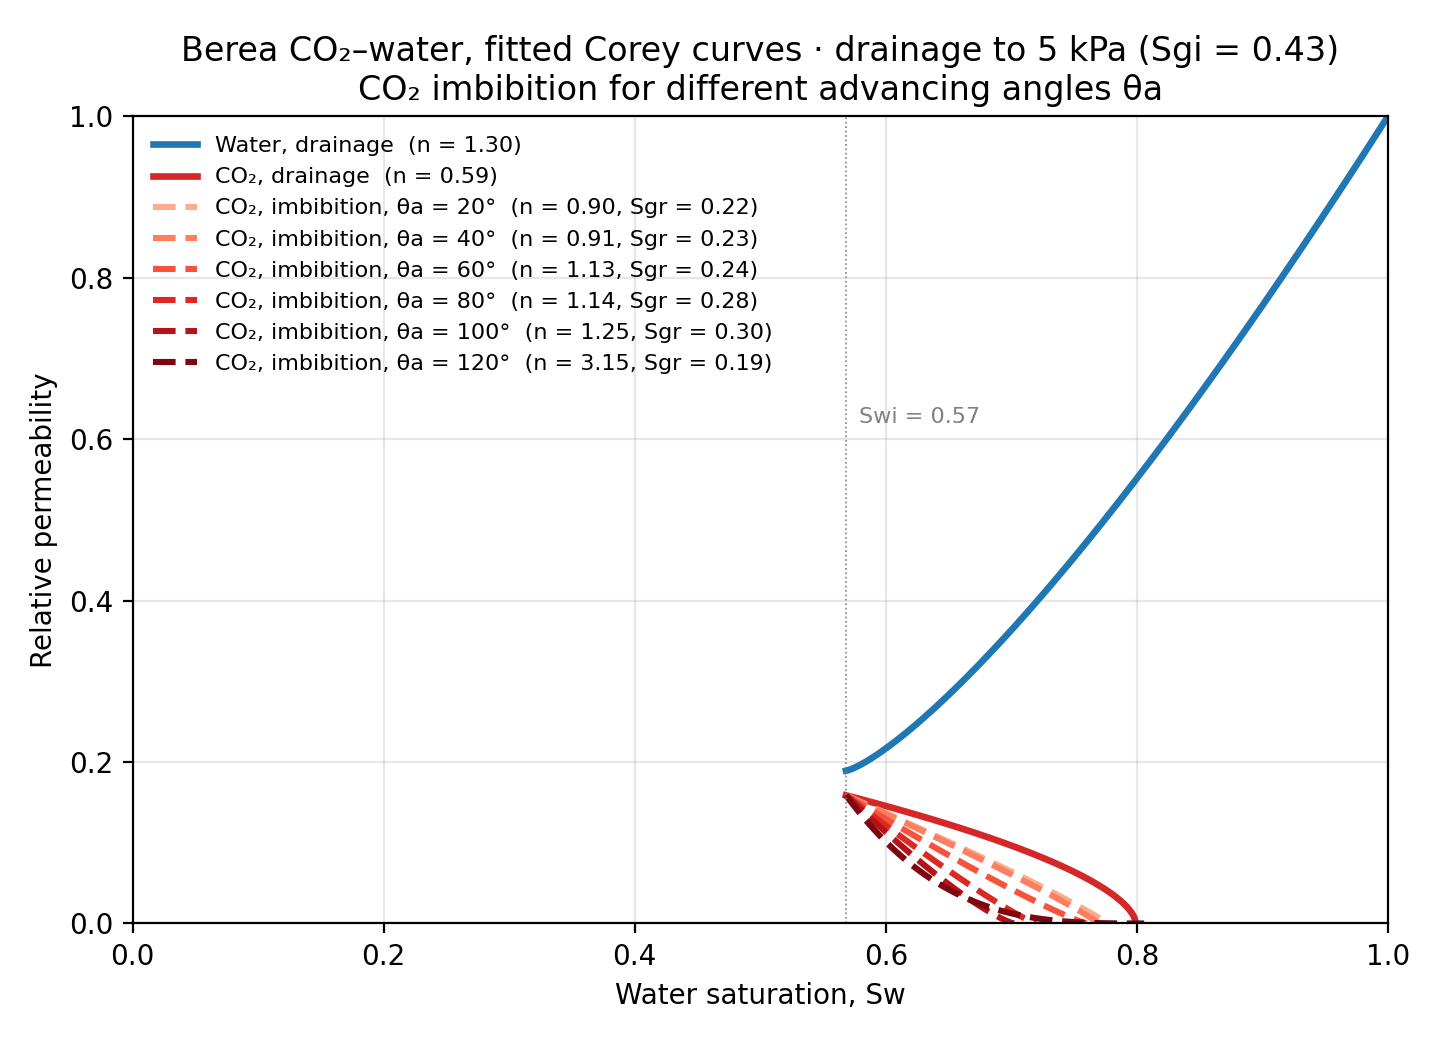 Berea CO₂–water, fitted Corey curves · drainage to 5 kPa (Sgi = 0.43)
CO₂ imbibition for different advancing angles θa
Water, drainage (n = 1.30)
CO₂, drainage (n = 0.59)
CO₂, imbibition, θa = 20° (n = 0.90, Sgr = 0.22)
CO₂, imbibition, θa = 40° (n = 0.91, Sgr = 0.23)
CO₂, imbibition, θa = 60° (n = 1.13, Sgr = 0.24)
CO₂, imbibition, θa = 80° (n = 1.14, Sgr = 0.28)
CO₂, imbibition, θa = 100° (n = 1.25, Sgr = 0.30)
CO₂, imbibition, θa = 120° (n = 3.15, Sgr = 0.19)
Swi = 0.57
Relative permeability
1.0
0.8
0.6
0.4
0.2
0.0
0.0 0.2 0.4 0.6 0.8 1.0
Water saturation, Sw